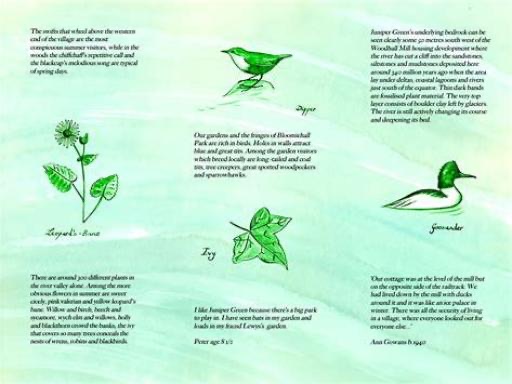 The swifts that wheel above the western
end of the village are the most
conspicuous summer visitors, while in the
woods the chiffchaff's repetitive call and
the blackcap's melodious song are typical
of spring days.
Dipper
Juniper Green's underlying bedrock can be
seen clearly some 50 metres south west of the
Woodhall Mill housing development where
the river has cut a cliff into the sandstones,
siltstones and mudstones deposited here
around 340 million years ago when the area
lay under deltas, coastal lagoons and rivers
just south of the equator. Thin dark bands
are fossilised plant material. The very top
layer consists of boulder clay left by glaciers.
The river is still actively changing its course
and deepening its bed.
Leopard's-Bane
Our gardens and the fringes of Bloomiehall
Park are rich in birds. Holes in walls attract
blue and great tits. Among the garden visitors
which breed locally are long-tailed and coal
tits, tree creepers, great spotted woodpeckers
and sparrowhawks.
Goosander
Ivy
There are around 300 different plants in
the river valley alone. Among the more
obvious flowers in summer are sweet
cicely, pink valerian and yellow leopard's
bane. Willow and birch, beech and
sycamore, wych elm and willows, holly
and blackthorn crowd the banks, the ivy
that covers so many trees conceals the
nests of wrens, robins and blackbirds.
I like Juniper Green because there's a big park
to play in. I have seen bats in my garden and
toads in my friend Lewys's garden.
Peter age 8 1/2
'Our cottage was at the level of the mill but
on the opposite side of the railtrack. We
had lived down by the mill with ducks
around it and it was like an ice palace in
winter. There was all the security of living
in a village, where everyone looked out for
everyone else...'
Ann Gowans b.1940